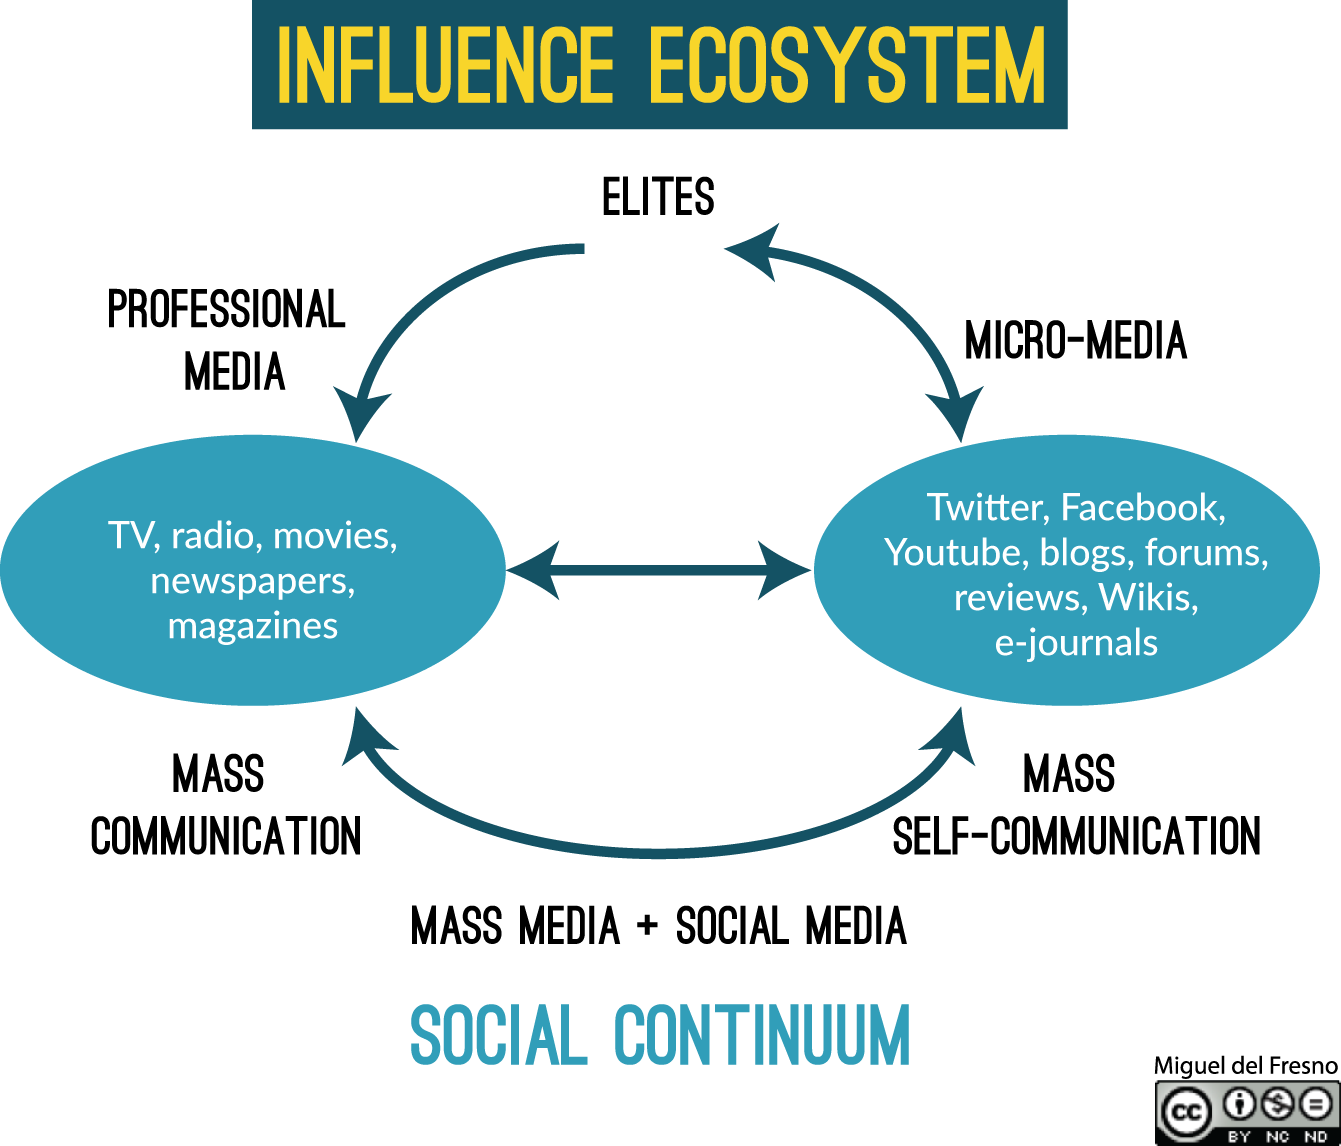 INFLUENCE ECOSYSTEM
ELITES
PROFESSIONAL
MEDIA
MICRO-MEDIA
TV, radio, movies,
newspapers,
magazines
Twitter, Facebook,
Youtube, blogs, forums,
reviews, Wikis,
e-journals
MASS
COMMUNICATION
MASS
SELF-COMMUNICATION
MASS MEDIA + SOCIAL MEDIA
SOCIAL CONTINUUM
Miguel del Fresno
cc
BY NC ND